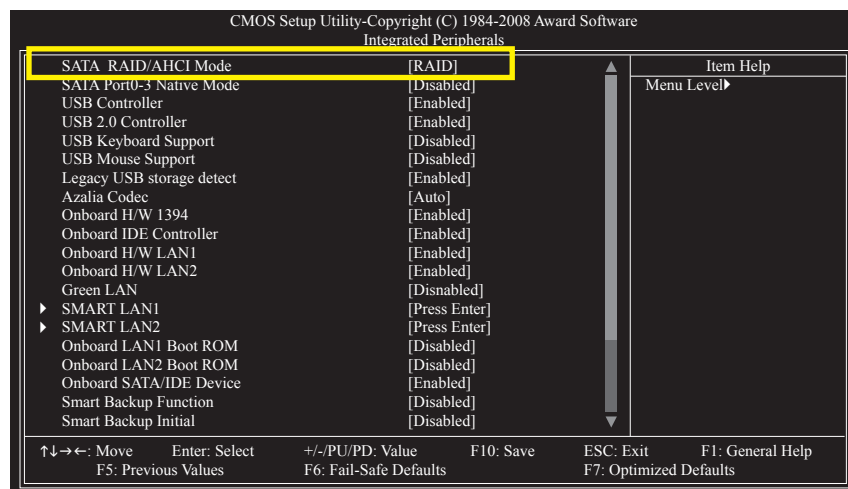 CMOS Setup Utility-Copyright (C) 1984-2008 Award Software
Integrated Peripherals
SATA RAID/AHCI Mode [RAID] Item Help
SATA Port0-3 Native Mode [Disabled] Menu Level▶
USB Controller [Enabled]
USB 2.0 Controller [Enabled]
USB Keyboard Support [Disabled]
USB Mouse Support [Disabled]
Legacy USB storage detect [Enabled]
Azalia Codec [Auto]
Onboard H/W 1394 [Enabled]
Onboard IDE Controller [Enabled]
Onboard H/W LAN1 [Enabled]
Onboard H/W LAN2 [Enabled]
Green LAN [Disnabled]
▶ SMART LAN1 [Press Enter]
▶ SMART LAN2 [Press Enter]
Onboard LAN1 Boot ROM [Disabled]
Onboard LAN2 Boot ROM [Disabled]
Onboard SATA/IDE Device [Enabled]
Smart Backup Function [Disabled]
Smart Backup Initial [Disabled]
↑↓→←: Move Enter: Select +/-/PU/PD: Value F10: Save ESC: Exit F1: General Help
F5: Previous Values F6: Fail-Safe Defaults F7: Optimized Defaults